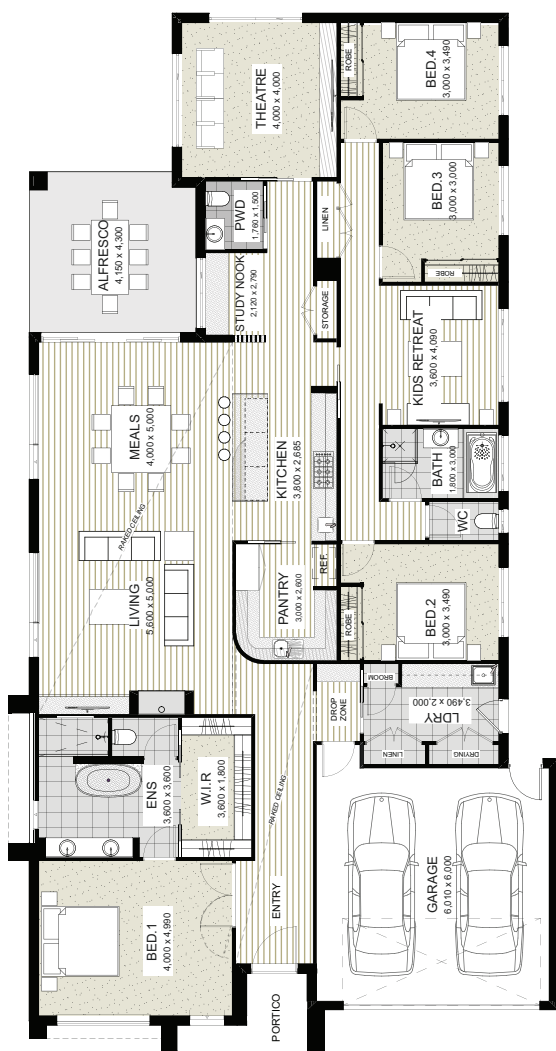 THEATRE
4,000 x 4,000
ROBE
BED.4
3,000 x 3,490
ALFRESCO
4,150 x 4,300
PWD
1,760 x 1,500
LINEN
BED.3
3,000 x 3,000
ROBE
STUDY NOOK
2,120 x 2,790
STORAGE
KIDS RETREAT
3,600 x 4,090
MEALS
4,000 x 5,000
KITCHEN
3,800 x 2,685
BATH
1,800 x 3,000
WC
RAKED CEILING
LIVING
5,600 x 5,000
PANTRY
3,000 x 2,600
REF.
ROBE
BED.2
3,000 x 3,490
DROP
ZONE
BROOM
LDRY
3,490 x 2,000
LINEN
DRYING
ENS
3,600 x 3,600
W.I.R
3,600 x 1,800
RAKED CEILING
BED.1
4,000 x 4,990
ENTRY
GARAGE
6,010 x 6,000
PORTICO